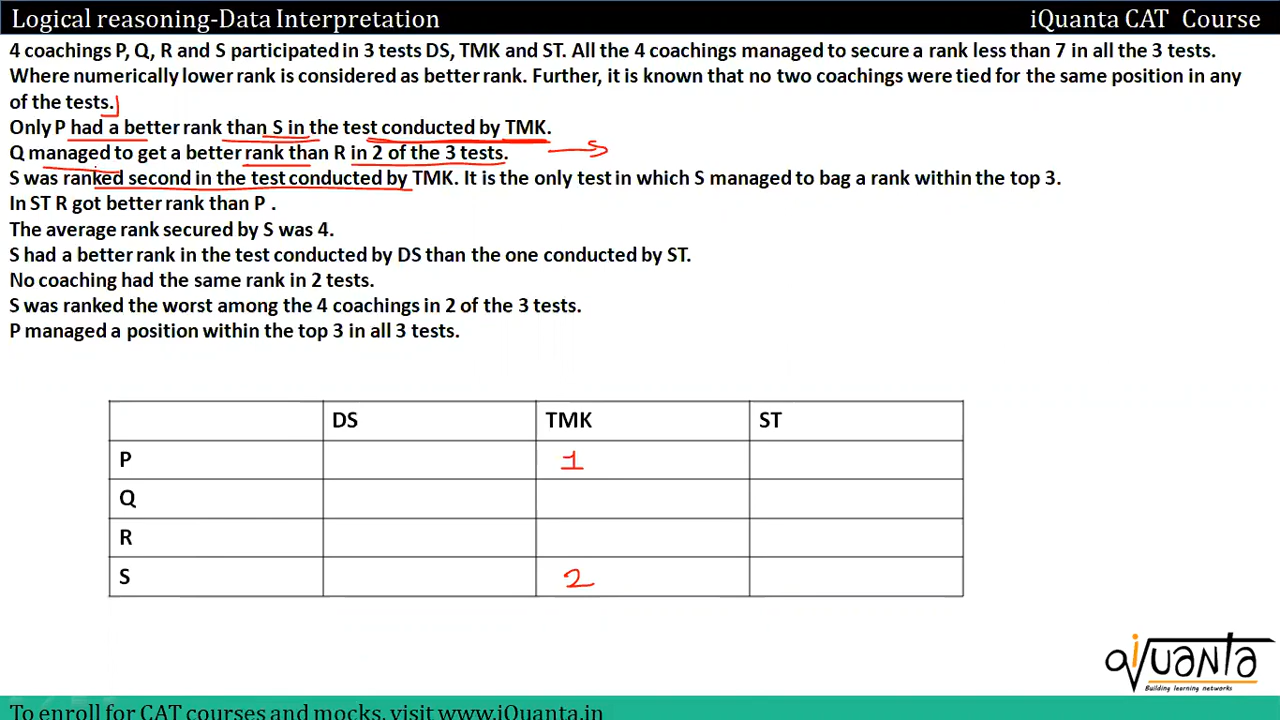 Logical reasoning-Data Interpretation
iQuanta CAT Course
4 coachings P, Q, R and S participated in 3 tests DS, TMK and ST. All the 4 coachings managed to secure a rank less than 7 in all the 3 tests.
Where numerically lower rank is considered as better rank. Further, it is known that no two coachings were tied for the same position in any
of the tests.
Only P had a better rank than S in the test conducted by TMK.
Q managed to get a better rank than R in 2 of the 3 tests.
S was ranked second in the test conducted by TMK. It is the only test in which S managed to bag a rank within the top 3.
In ST R got better rank than P .
The average rank secured by S was 4.
S had a better rank in the test conducted by DS than the one conducted by ST.
No coaching had the same rank in 2 tests.
S was ranked the worst among the 4 coachings in 2 of the 3 tests.
P managed a position within the top 3 in all 3 tests.
DS TMK ST
P 1
Q
R
S 2
iQuanta
Building learning networks
To enroll for CAT courses and mocks, visit www.iQuanta.in